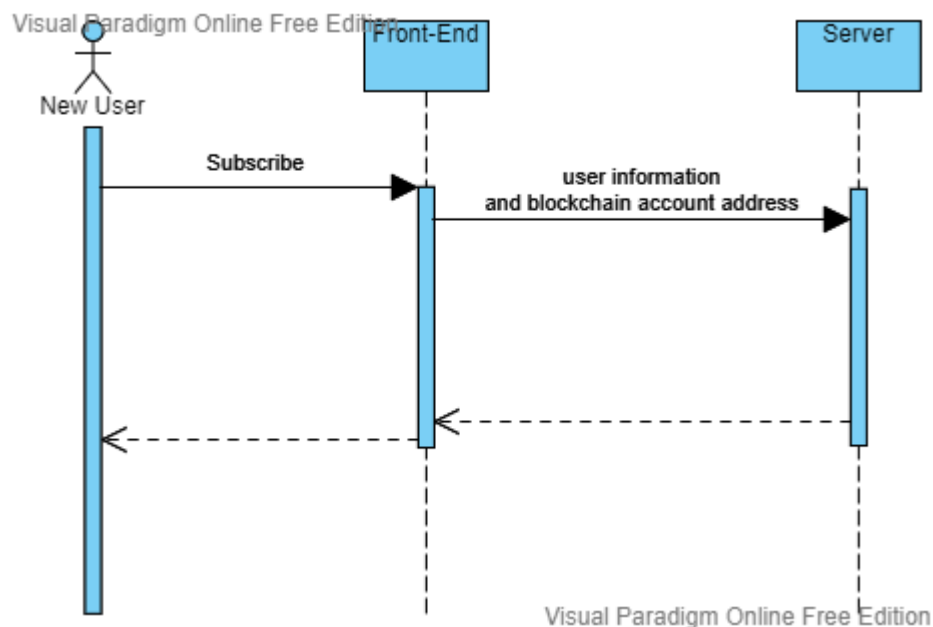 Visual Paradigm Online Free Edition
Front-End
Server
New User
Subscribe
user information
and blockchain account address
Visual Paradigm Online Free Edition